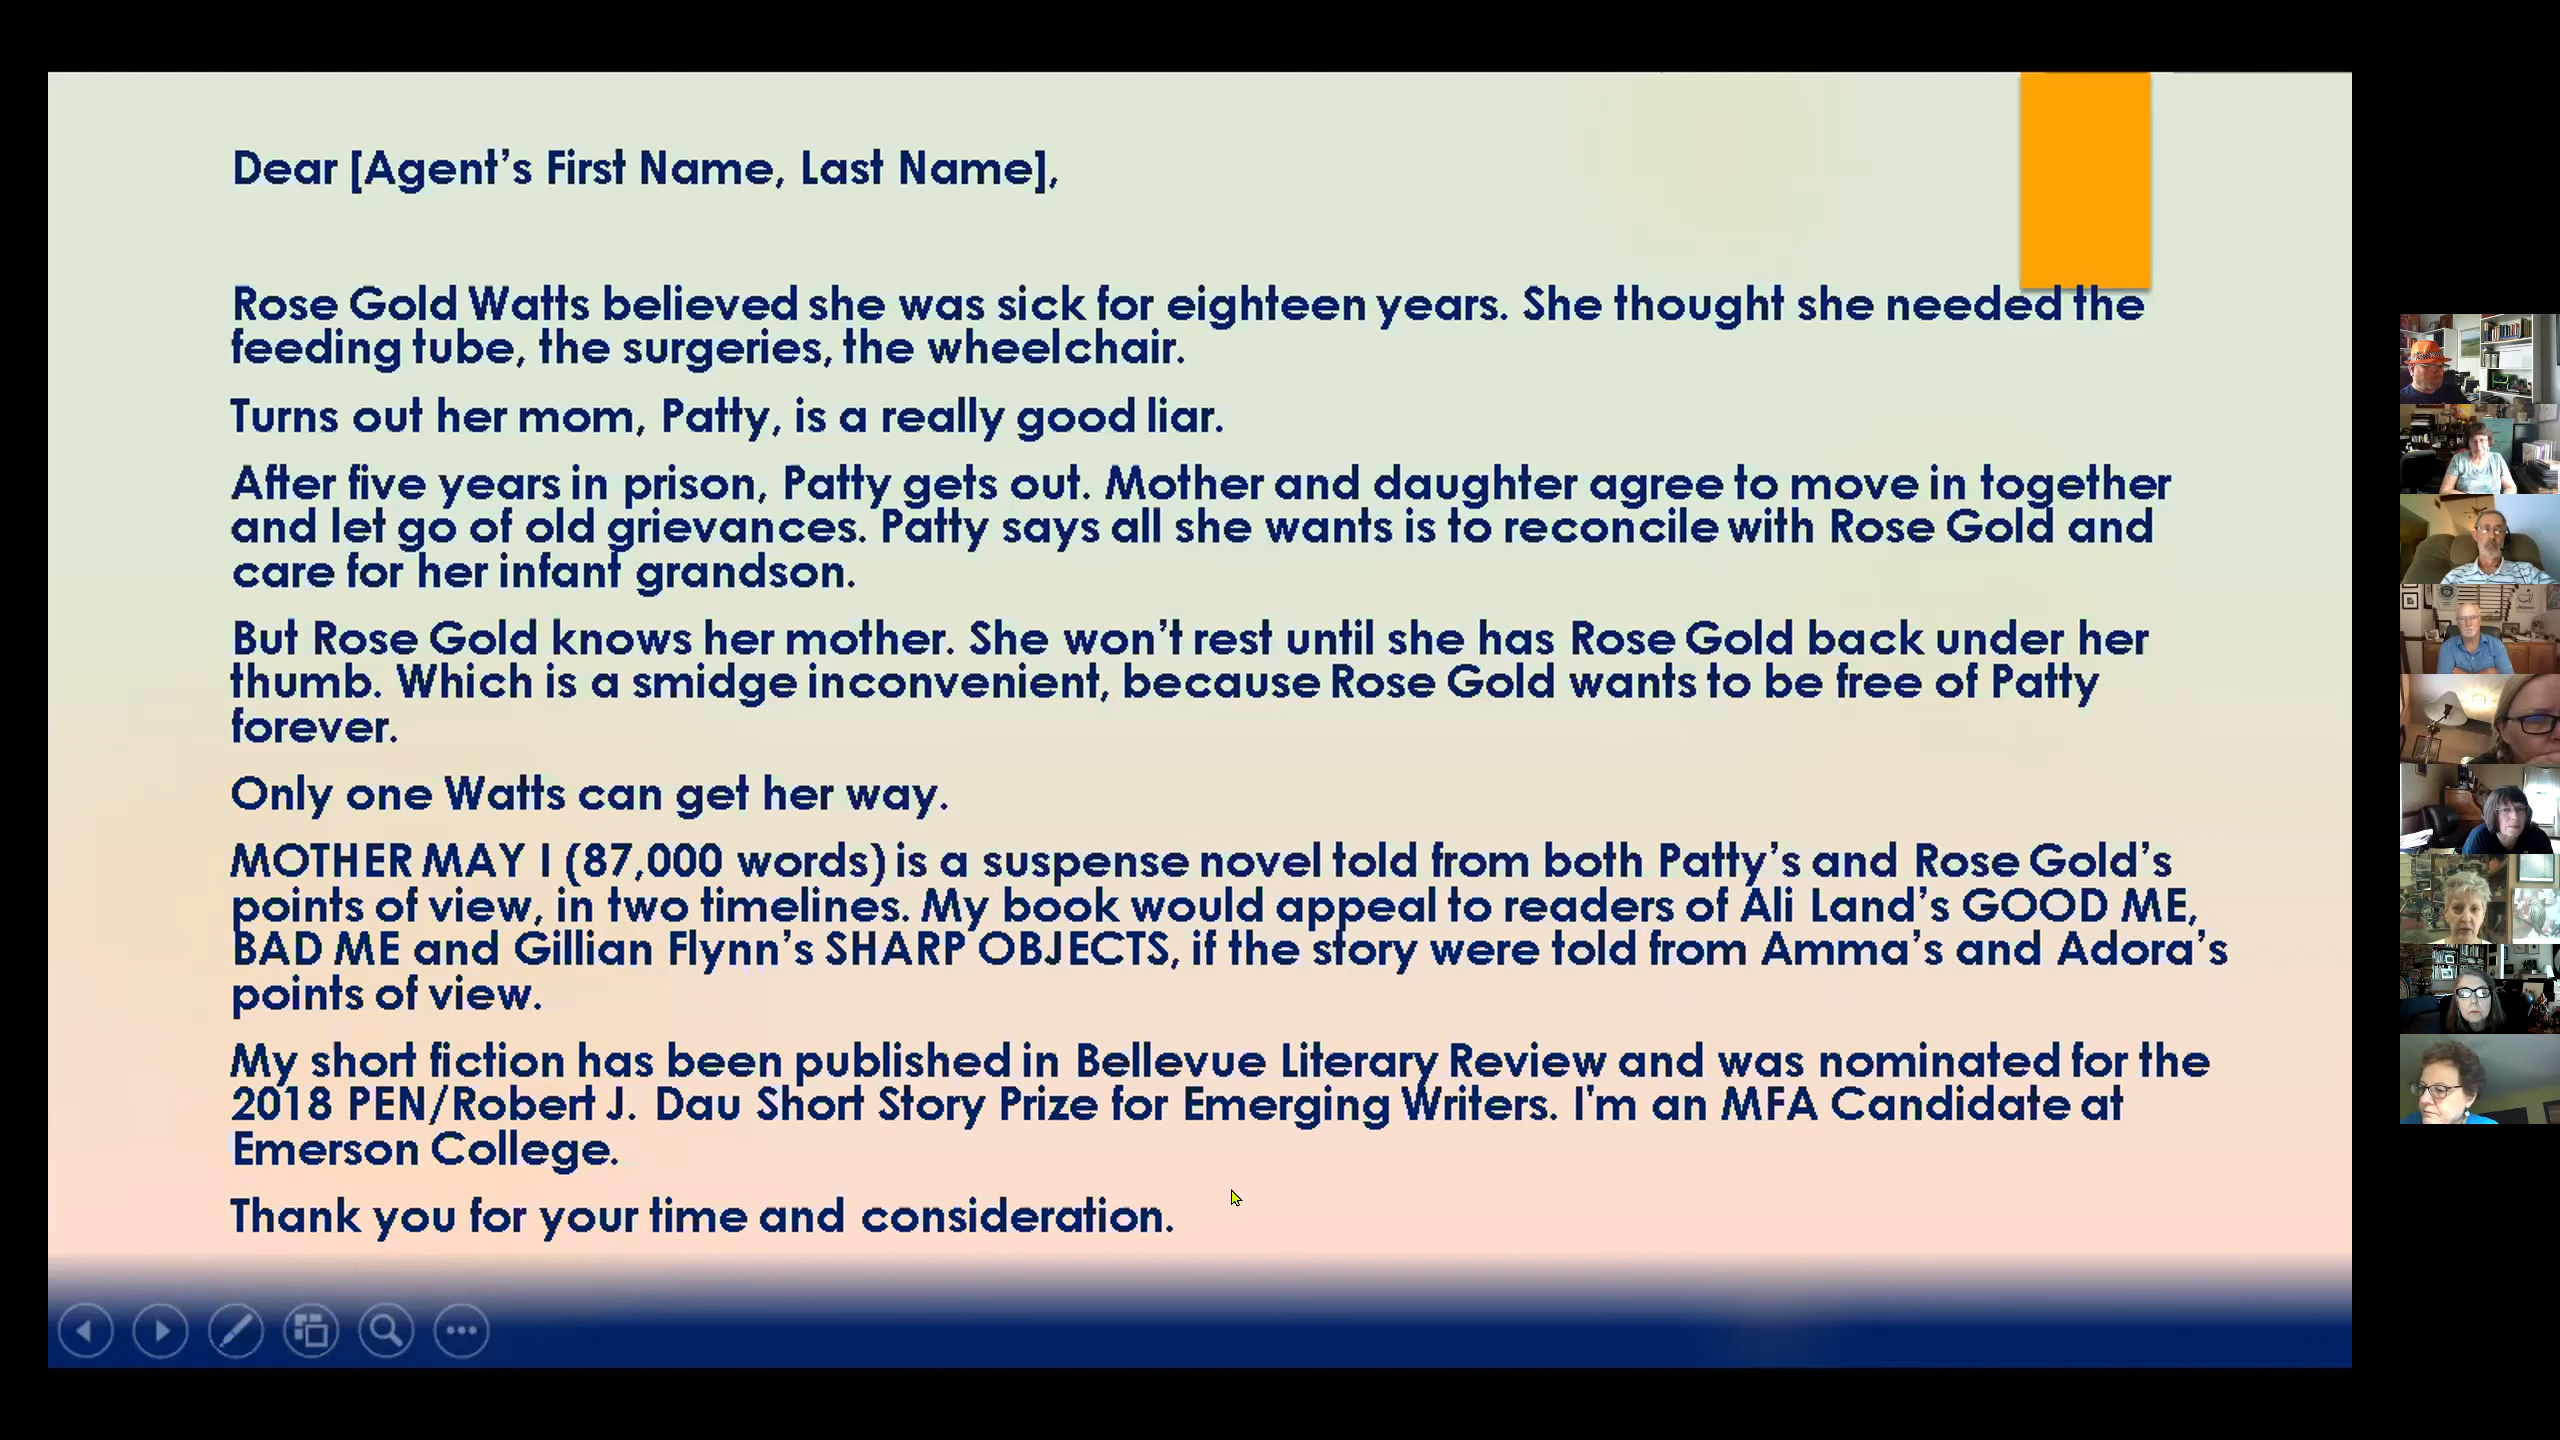 Dear [Agent's First Name, Last Name],
Rose Gold Watts believed she was sick for eighteen years. She thought she needed the
feeding tube, the surgeries, the wheelchair.
Turns out her mom, Patty, is a really good liar.
After five years in prison, Patty gets out. Mother and daughter agree to move in together
and let go of old grievances. Patty says all she wants is to reconcile with Rose Gold and
care for her infant grandson.
But Rose Gold knows her mother. She won't rest until she has Rose Gold back under her
thumb. Which is a smidge inconvenient, because Rose Gold wants to be free of Patty
forever.
Only one Watts can get her way.
MOTHER MAY I (87,000 words) is a suspense novel told from both Patty's and Rose Gold's
points of view, in two timelines. My book would appeal to readers of Ali Land's GOOD ME,
BAD ME and Gillian Flynn's SHARP OBJECTS, if the story were told from Amma's and Adora's
points of view.
My short fiction has been published in Bellevue Literary Review and was nominated for the
2018 PEN/Robert J. Dau Short Story Prize for Emerging Writers. I'm an MFA Candidate at
Emerson College.
Thank you for your time and consideration.